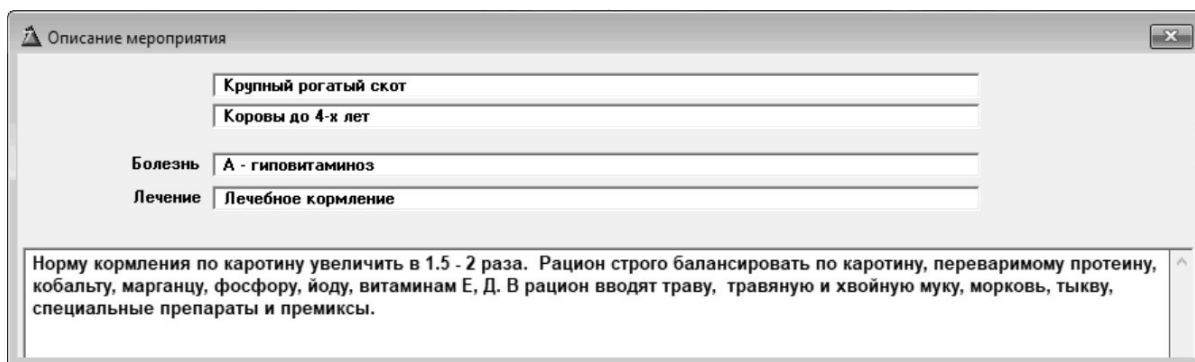 Описание мероприятия
Крупный рогатый скот
Коровы до 4-х лет
Болезнь А - гиповитаминоз
Лечение Лечебное кормление
Норму кормления по каротину увеличить в 1.5 - 2 раза. Рацион строго балансировать по каротину, переваримому протеину,
кобальту, марганцу, фосфору, йоду, витаминам Е, Д. В рацион вводят траву, травяную и хвойную муку, морковь, тыкву,
специальные препараты и премиксы.